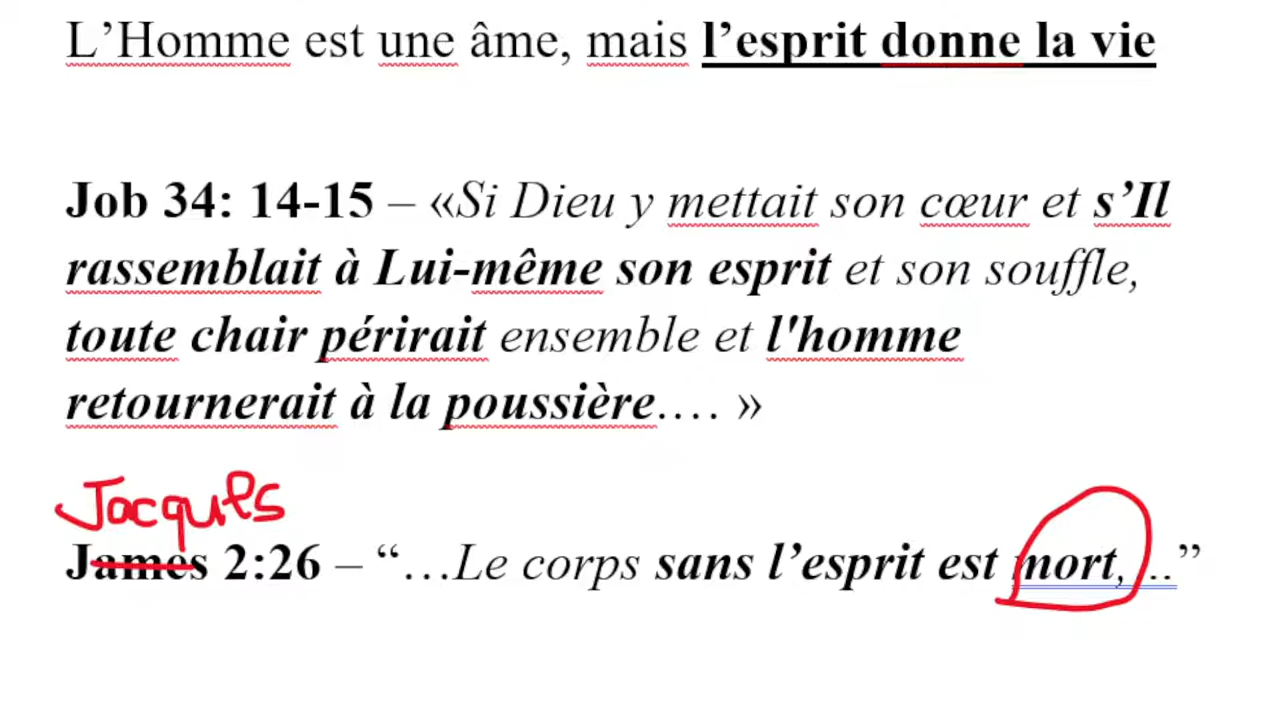 L’Homme est une âme, mais l’esprit donne la vie
Job 34: 14-15 – «Si Dieu y mettait son cœur et s’Il
rassemblait à Lui-même son esprit et son souffle,
toute chair périrait ensemble et l'homme
retournerait à la poussière.… »
Jacques
James 2:26 – “…Le corps sans l’esprit est mort, ...”